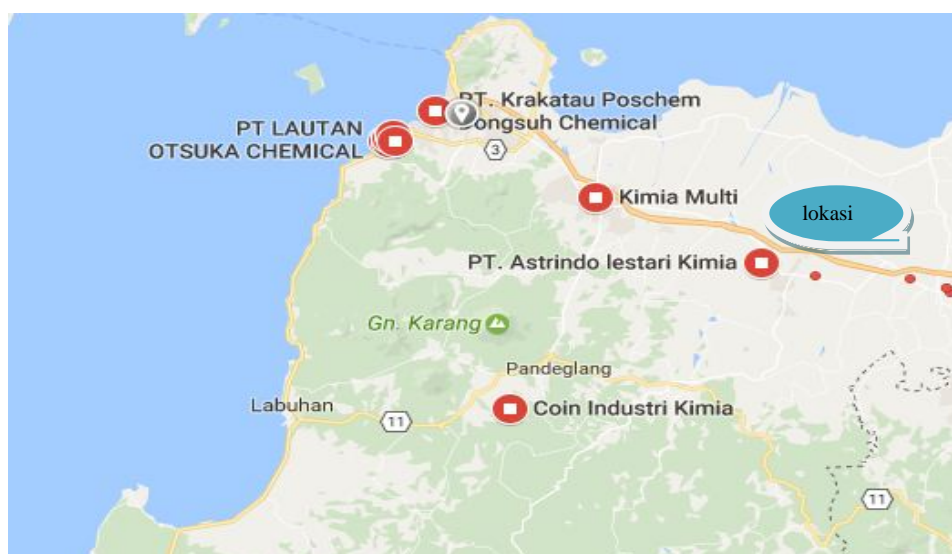 PT. Krakatau Poschem
Dongsuh Chemical
PT LAUTAN
OTSUKA CHEMICAL
3
Kimia Multi
lokasi
PT. Astrindo lestari Kimia
Gn. Karang
Pandeglang
Labuhan
11
Coin Industri Kimia
11